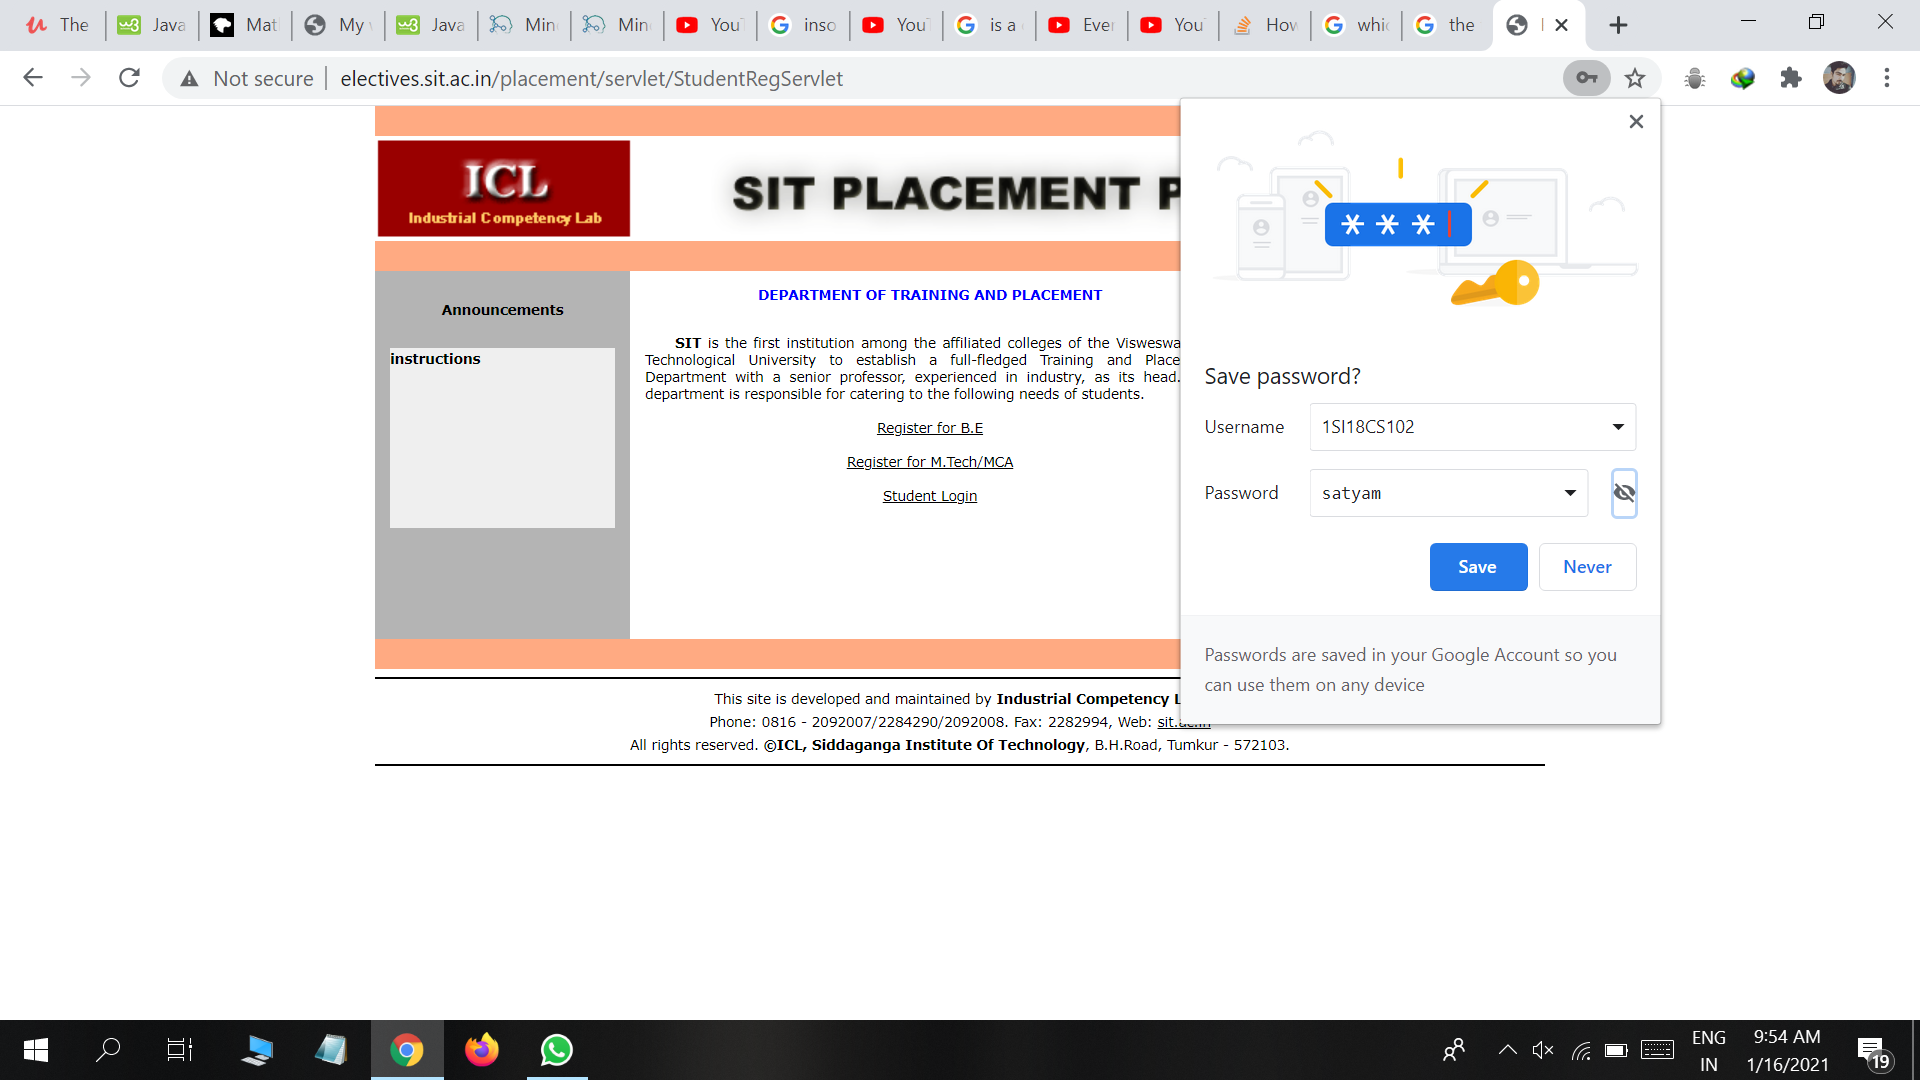 The
Java
Mat
My
Java
Min
Min
You
inso
You
is a
Ever
You
How
whic
the
Not secure
electives.sit.ac.in/placement/servlet/StudentRegServlet
ICL
Industrial Competency Lab
SIT PLACEMENT P
Announcements
instructions
DEPARTMENT OF TRAINING AND PLACEMENT
SIT is the first institution among the affiliated colleges of the Visweswa
Technological University to establish a full-fledged Training and Place
Department with a senior professor, experienced in industry, as its head.
department is responsible for catering to the following needs of students.
Register for B.E
Register for M.Tech/MCA
Student Login
***
Save password?
Username 1SI18CS102
Password satyam
Save Never
Passwords are saved in your Google Account so you
can use them on any device
This site is developed and maintained by Industrial Competency L
Phone: 0816 - 2092007/2284290/2092008. Fax: 2282994, Web: sit.ac.in
All rights reserved. ©ICL, Siddaganga Institute Of Technology, B.H.Road, Tumkur - 572103.
ENG
IN
9:54 AM
1/16/2021
19